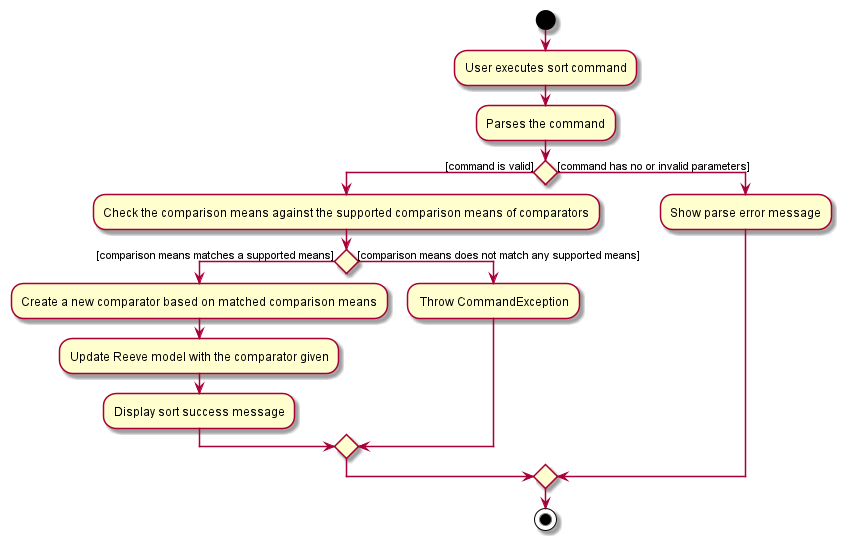 User executes sort command
Parses the command
[command is valid]
[command has no or invalid parameters]
Check the comparison means against the supported comparison means of comparators
Show parse error message
[comparison means matches a supported means]
[comparison means does not match any supported means]
Create a new comparator based on matched comparison means
Throw CommandException
Update Reeve model with the comparator given
Display sort success message